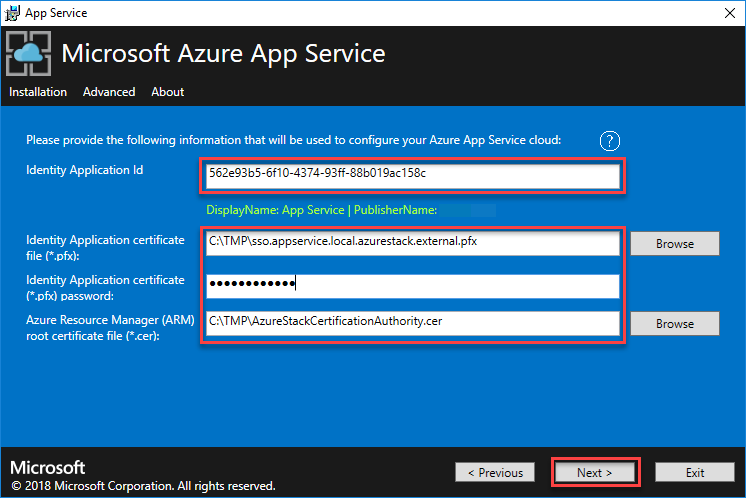 App Service
Microsoft Azure App Service
Installation Advanced About
Please provide the following information that will be used to configure your Azure App Service cloud: ?
Identity Application Id
562e93b5-6f10-4374-93ff-88b019ac158c
DisplayName: App Service | PublisherName:
Identity Application certificate
file (*.pfx):
C:\TMP\sso.appservice.local.azurestack.external.pfx
Browse
Identity Application certificate
(*.pfx) password:
●●●●●●●●●●●●
Azure Resource Manager (ARM)
root certificate file (*.cer):
C:\TMP\AzureStackCertificationAuthority.cer
Browse
Microsoft
© 2018 Microsoft Corporation. All rights reserved.
< Previous Next > Exit